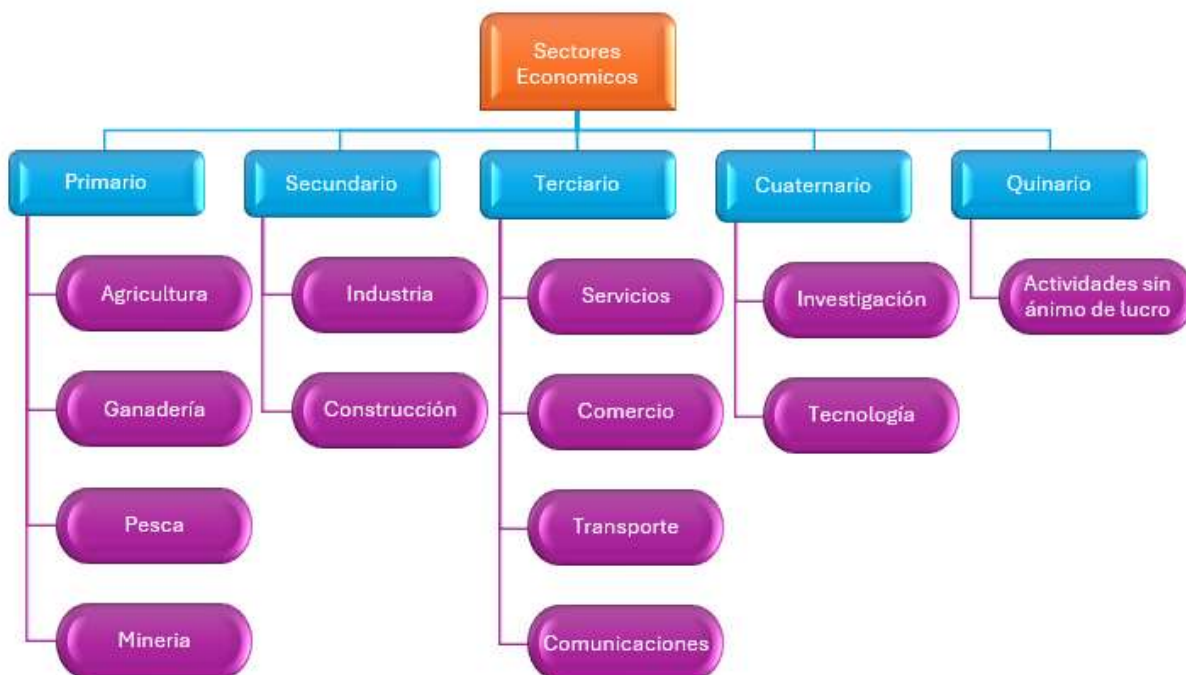 Sectores
Economicos
Primario
Secundario
Terciario
Cuaternario
Quinario
Agricultura
Ganadería
Pesca
Mineria
Industria
Construcción
Servicios
Comercio
Transporte
Comunicaciones
Investigación
Tecnología
Actividades sin
ánimo de lucro